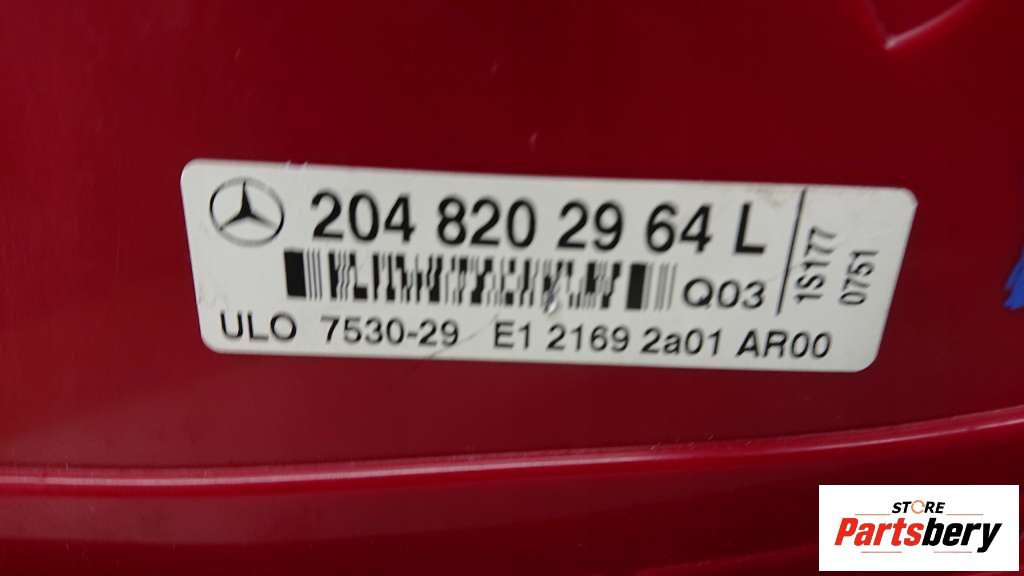 204 820 29 64 L
Q03
1S177
0751
ULO 7530-29 E1 2169 2a01 AR00
STORE
Partsbery